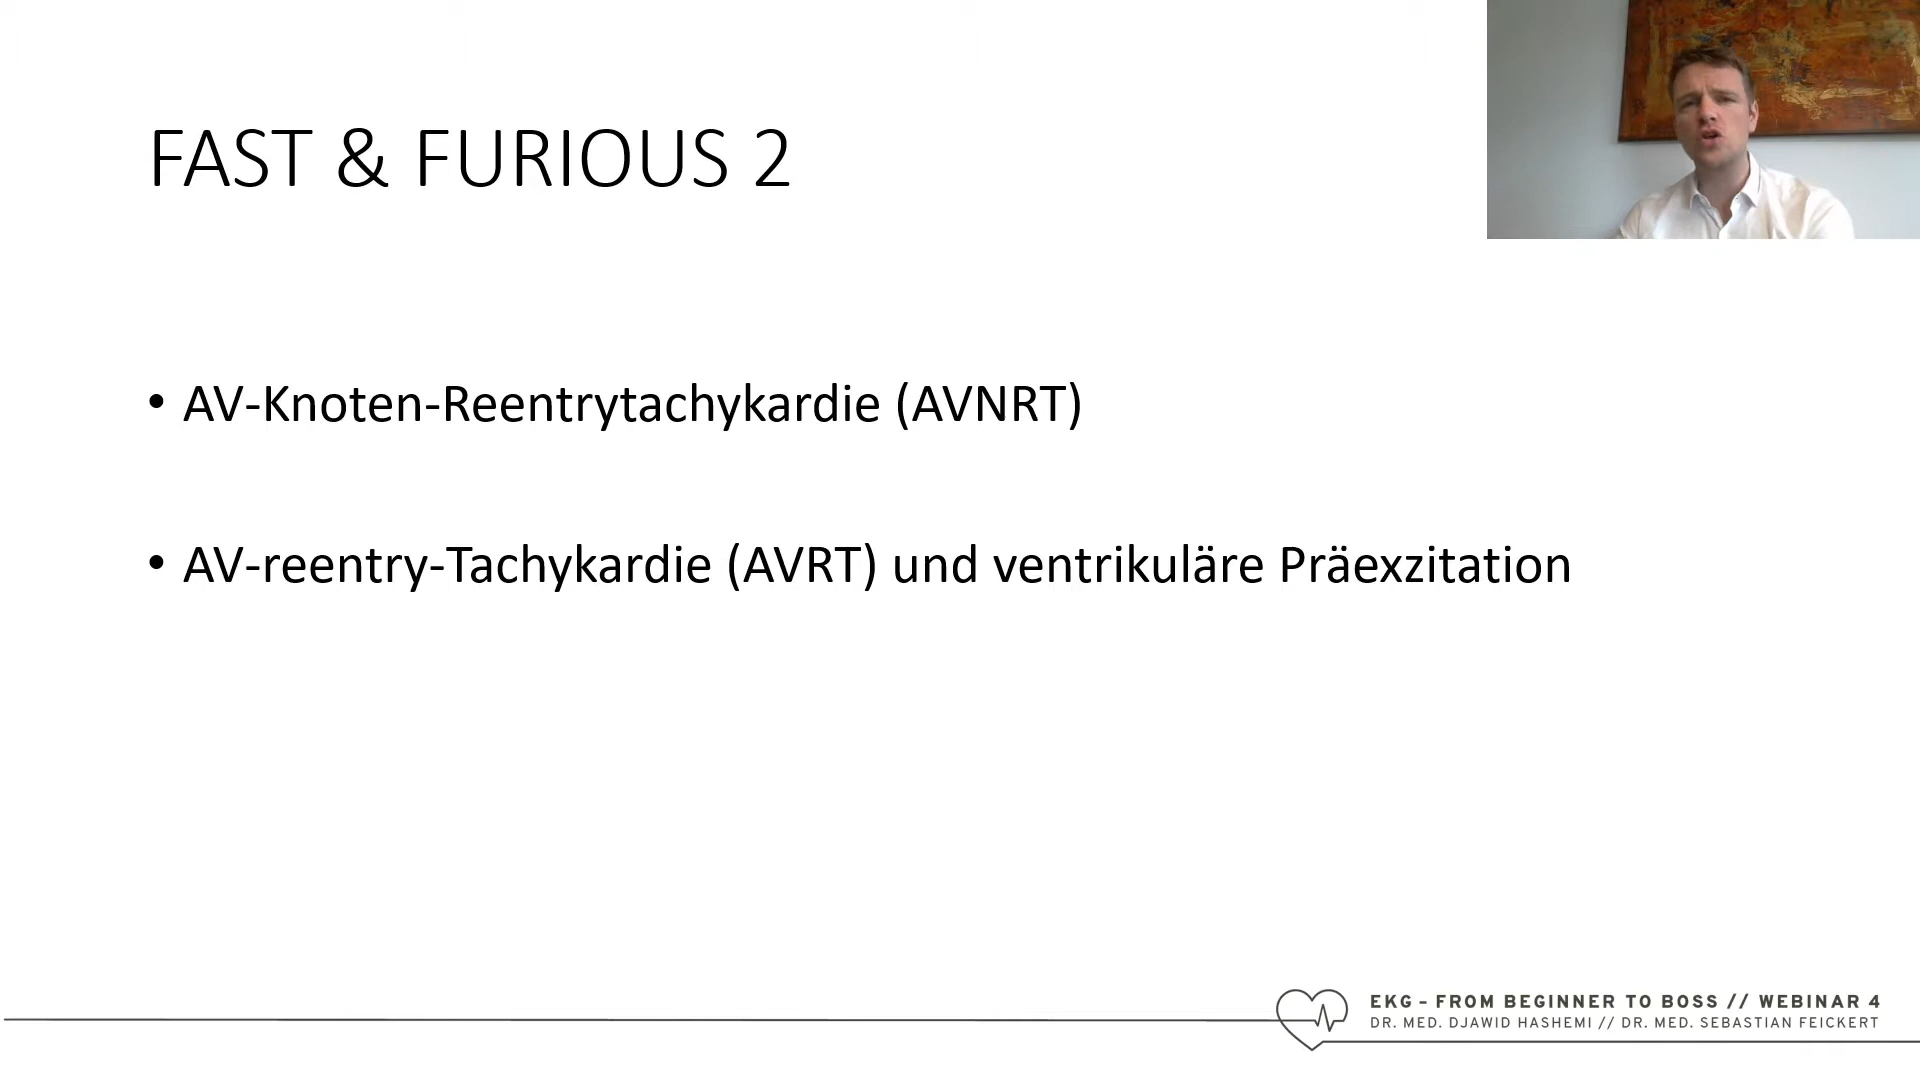 FAST & FURIOUS 2
• AV-Knoten-Reentrytachykardie (AVNRT)
• AV-reentry-Tachykardie (AVRT) und ventrikuläre Präexzitation
EKG – FROM BEGINNER TO BOSS // WEBINAR 4
DR. MED. DJAWID HASHEMI // DR. MED. SEBASTIAN FEICKERT